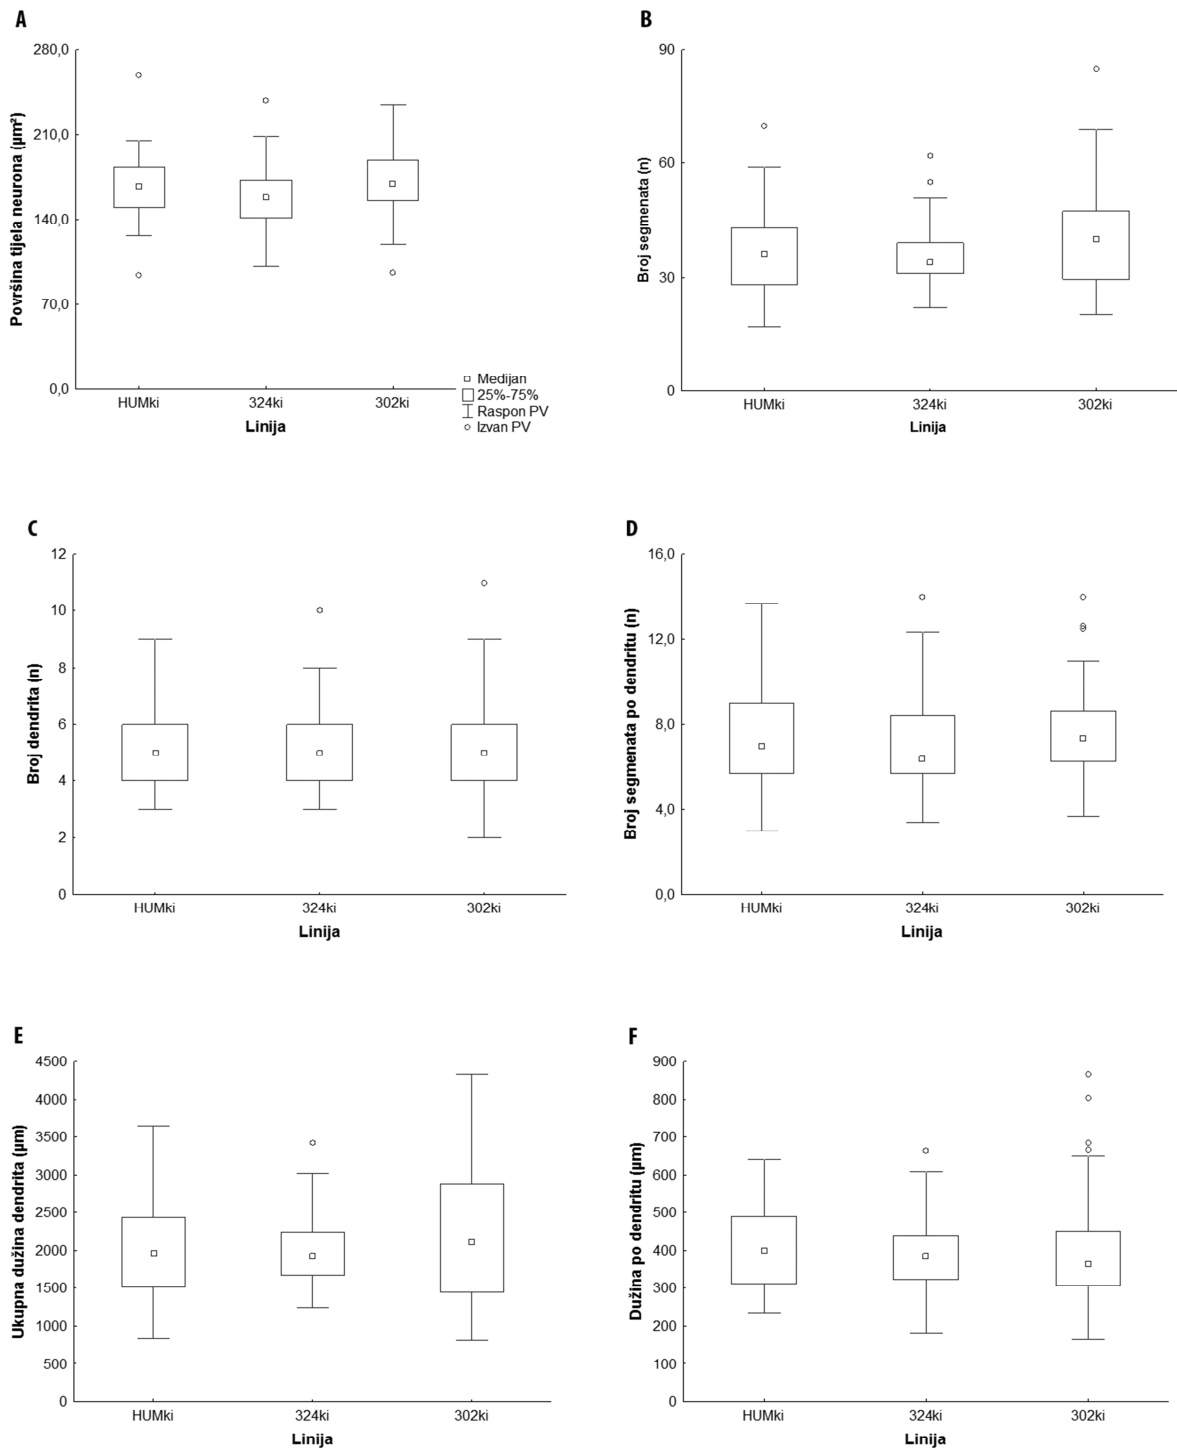 A
Površina tijela neurona (µm²)
280,0
210,0
140,0
70,0
0,0
HUMki 324ki 302ki
Linija
Medijan
25%-75%
Raspon PV
Izvan PV
B
Broj segmenata (n)
90
60
30
0
HUMki 324ki 302ki
Linija
C
Broj dendrita (n)
12
10
8
6
4
2
0
HUMki 324ki 302ki
Linija
D
Broj segmenata po dendritu (n)
16,0
12,0
8,0
4,0
0,0
HUMki 324ki 302ki
Linija
E
Ukupna dužina dendrita (µm)
4500
4000
3500
3000
2500
2000
1500
1000
500
0
HUMki 324ki 302ki
Linija
F
Dužina po dendritu (µm)
900
800
700
600
500
400
300
200
100
0
HUMki 324ki 302ki
Linija